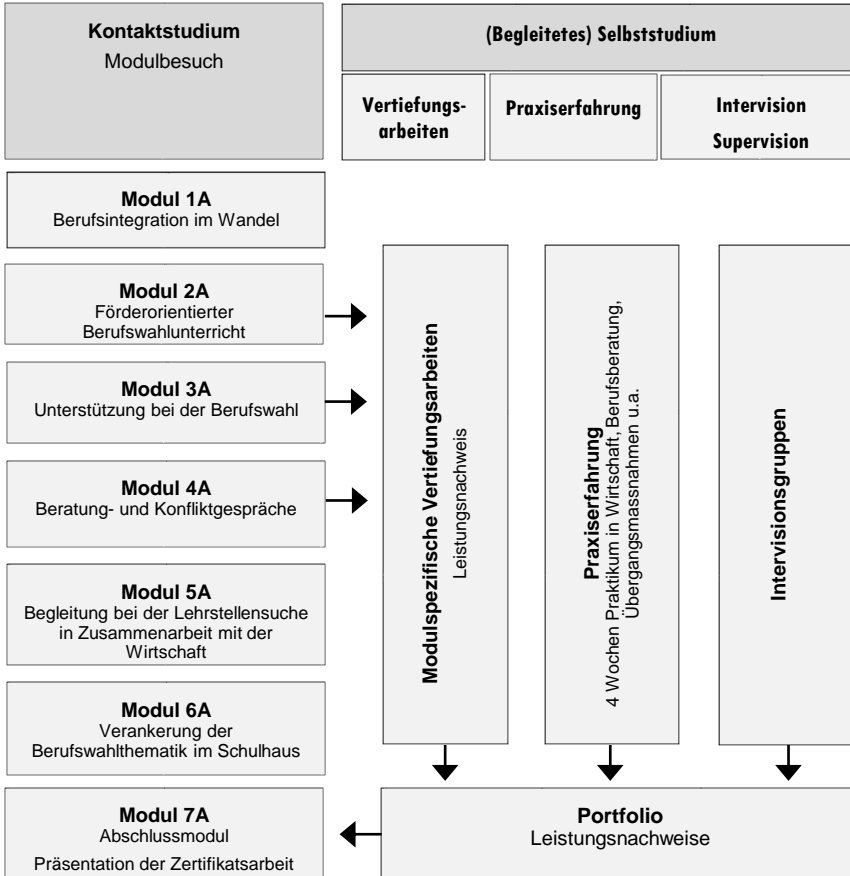 Kontaktstudium
Modulbesuch
(Begleitetes) Selbststudium
Vertiefungs-
arbeiten
Praxiserfahrung
Intervision
Supervision
Modul 1A
Berufsintegration im Wandel
Modul 2A
Förderorientierter
Berufswahlunterricht
Modul 3A
Unterstützung bei der Berufswahl
Modul 4A
Beratung- und Konfliktgespräche
Modul 5A
Begleitung bei der Lehrstellensuche
in Zusammenarbeit mit der
Wirtschaft
Modul 6A
Verankerung der
Berufswahlthematik im Schulhaus
Modul 7A
Abschlussmodul
Präsentation der Zertifikatsarbeit
Modulspezifische Vertiefungsarbeiten
Leistungsnachweis
Praxiserfahrung
4 Wochen Praktikum in Wirtschaft, Berufsberatung,
Übergangsmassnahmen u.a.
Intervisionsgruppen
Portfolio
Leistungsnachweise